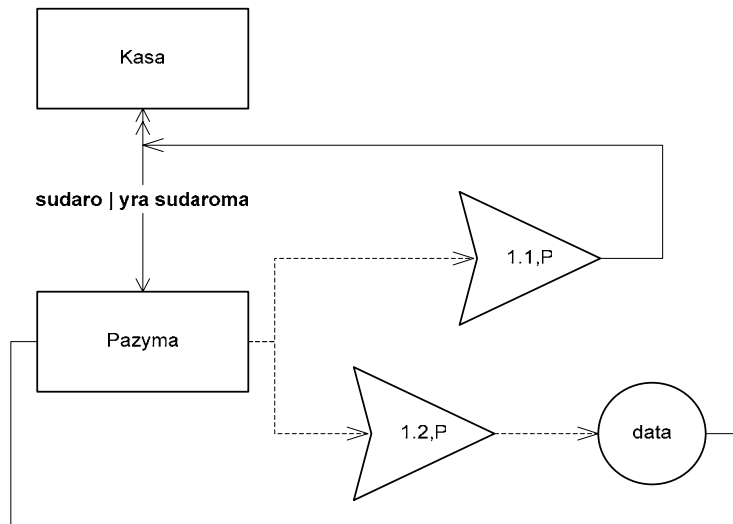 Kasa
sudaro | yra sudaroma
1.1,P
Pazyma
1.2,P
data